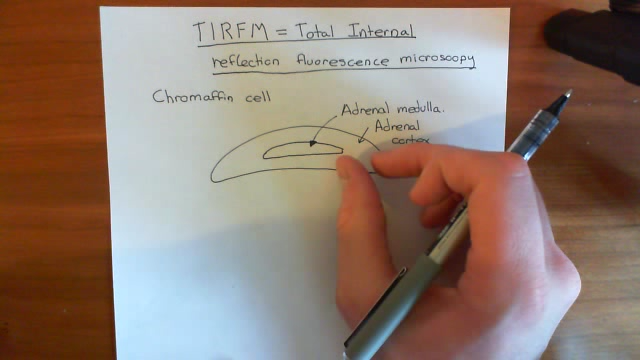 TIRFM = Total Internal
reflection fluorescence microscopy
Chromaffin cell
Adrenal medulla.
Adrenal
cortex